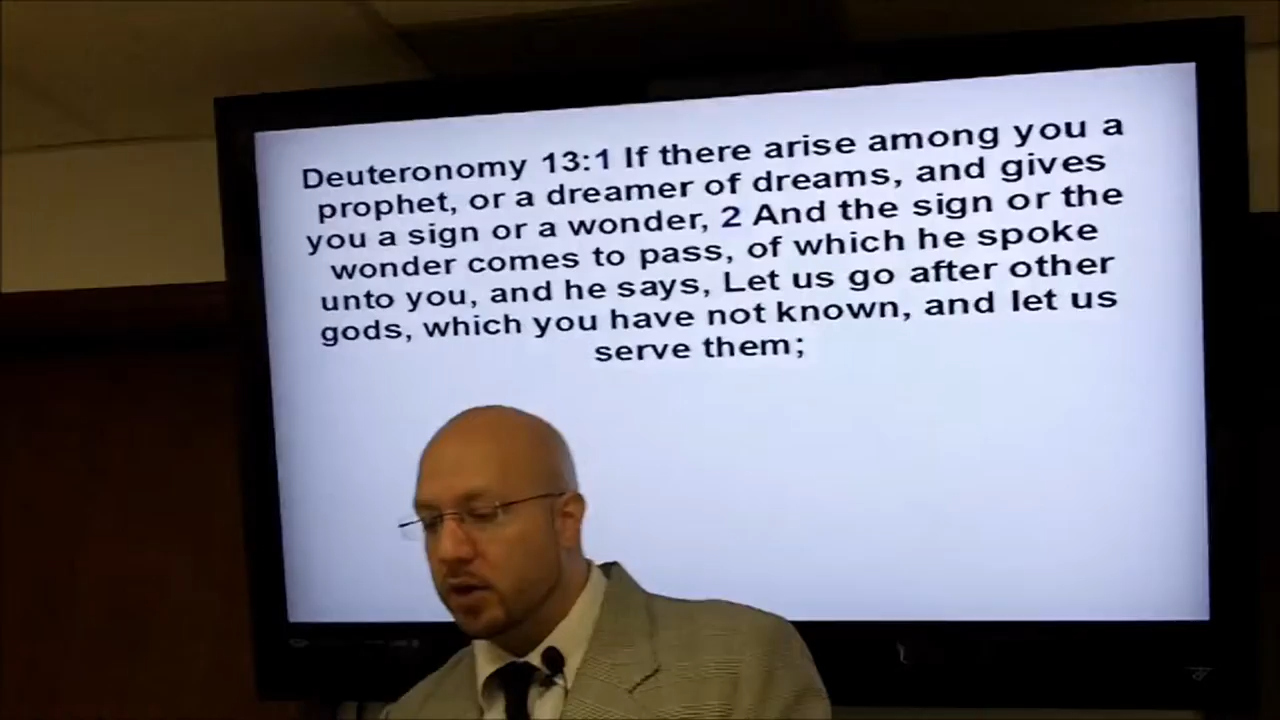 Deuteronomy 13:1 If there arise among you a
prophet, or a dreamer of dreams, and gives
you a sign or a wonder, 2 And the sign or the
wonder comes to pass, of which he spoke
unto you, and he says, Let us go after other
gods, which you have not known, and let us
serve them;